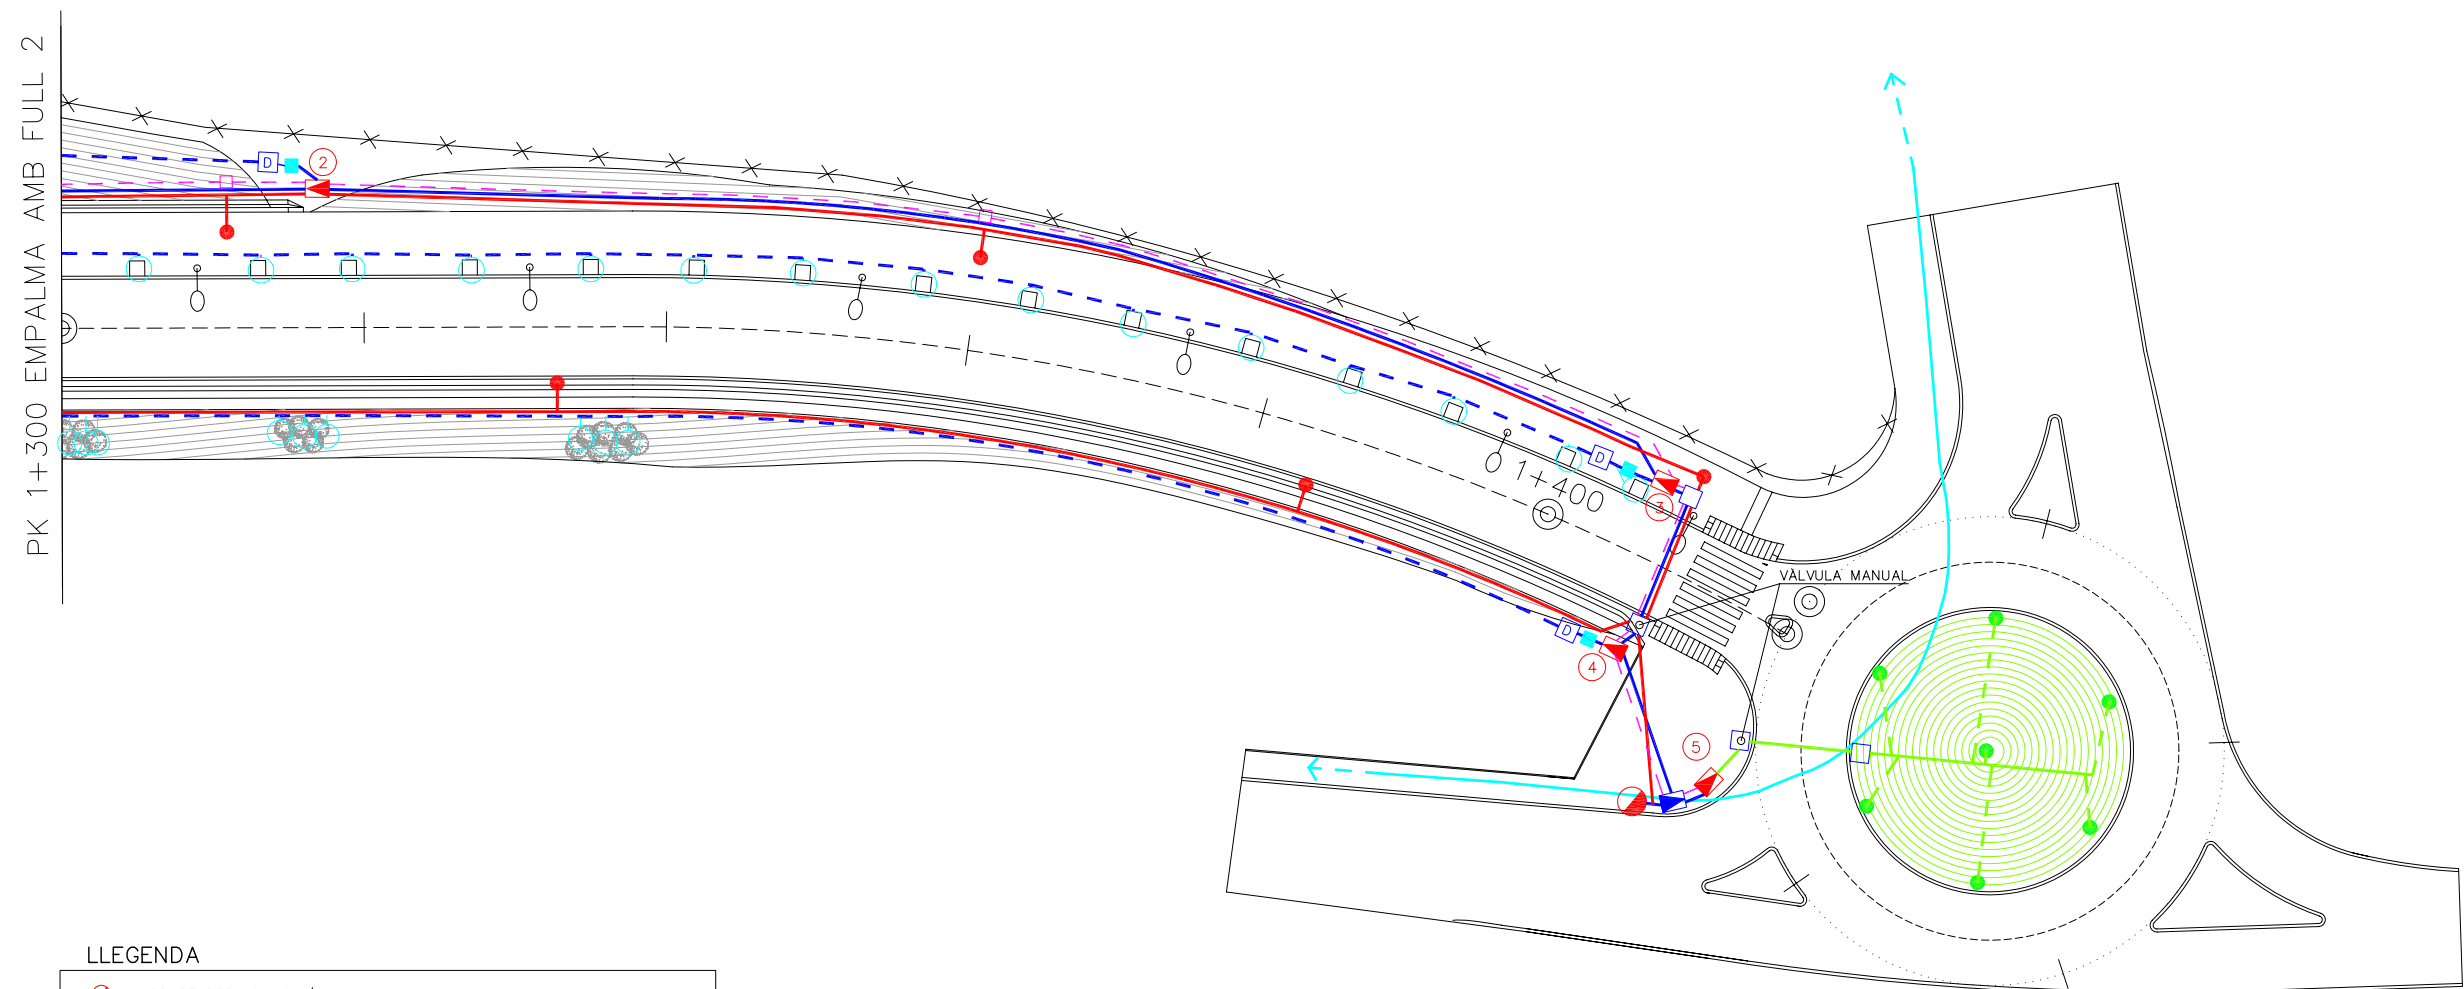 PK 1+300 EMPALMA AMB FULL 2
D
2
D
3
1+400
VÀLVULA MANUAL
D
4
5
LLEGENDA